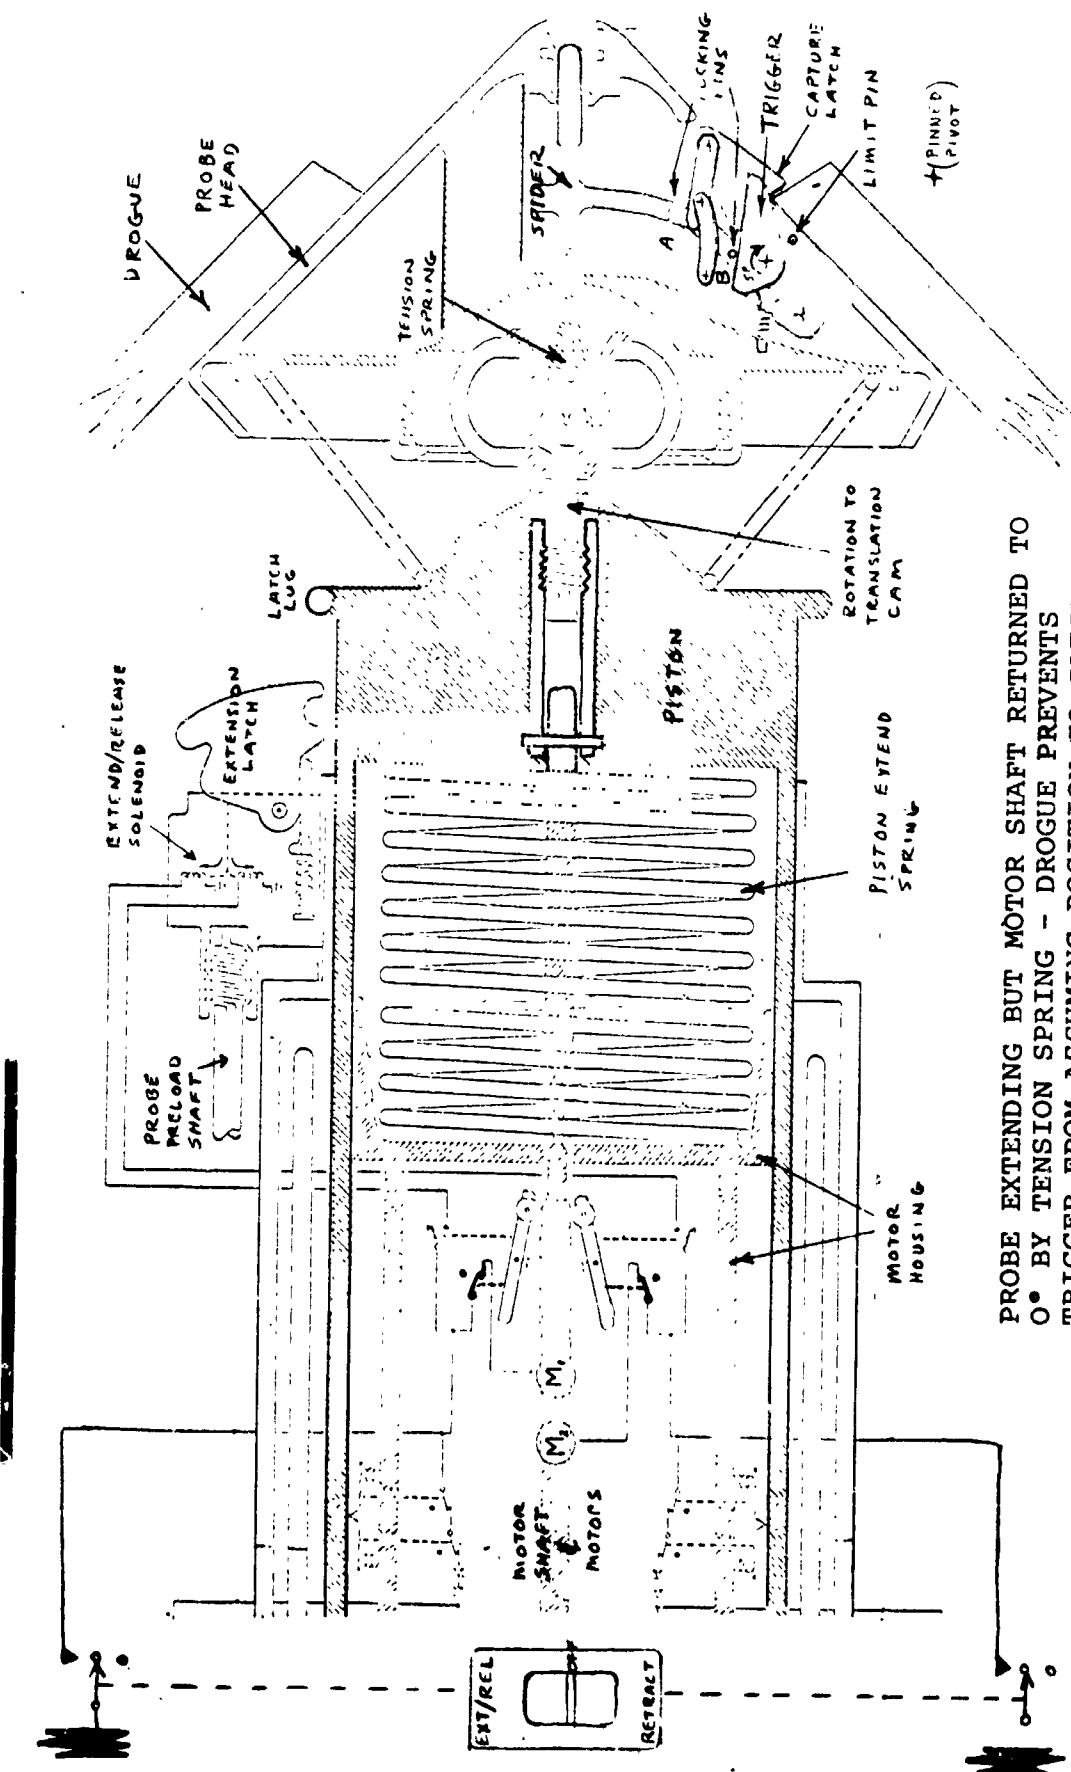 DROGUE
PROBE
HEAD
TENSION
SPRING
SPIDER
TRIGGER
CAPTURE
LATCH
LIMIT PIN
+(PINNED
PIVOT)
A
B
LATCH
LUG
ROTATION TO
TRANSLATION
CAM
EXTEND/RELEASE
SOLENOID
EXTENSION
LATCH
PISTON
PISTON EXTEND
SPRING
PROBE
PRELOAD
SHAFT
MOTOR
HOUSING
M1
M2
MOTOR
SHAFT
MOTORS
EXT/REL
OFF
RETRACT
PROBE EXTENDING BUT MOTOR SHAFT RETURNED TO
0° BY TENSION SPRING - DROGUE PREVENTS